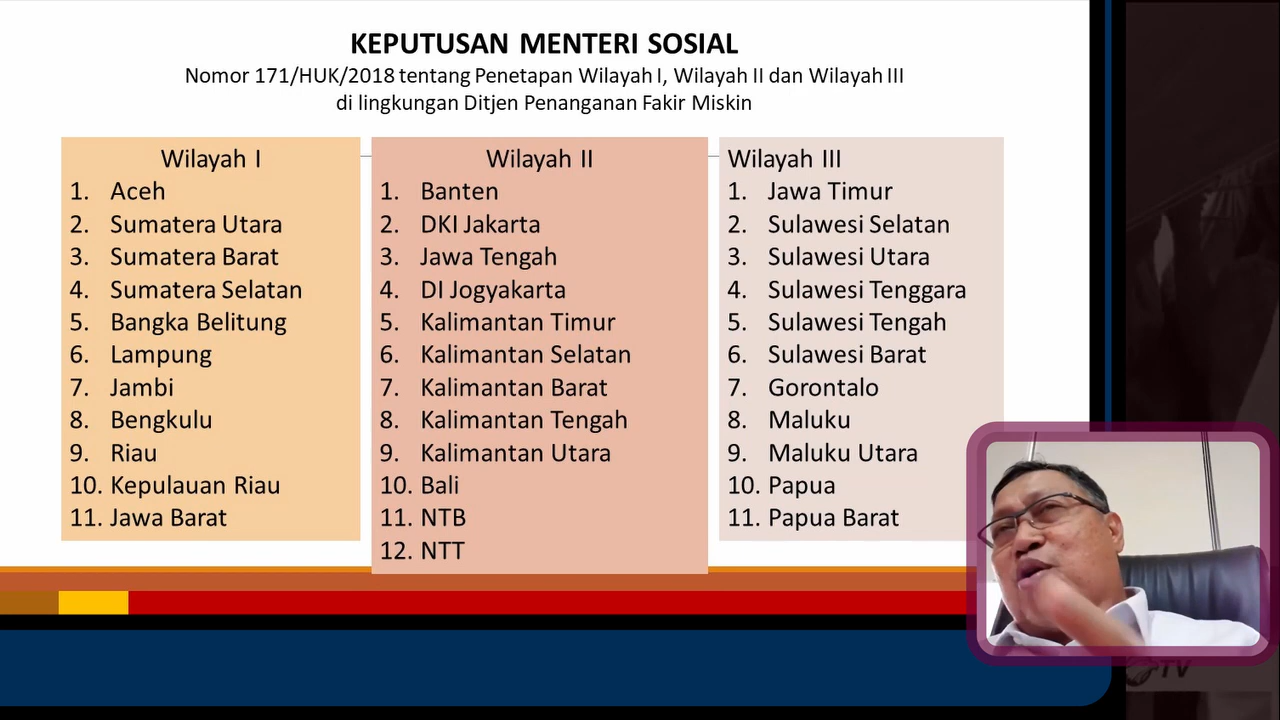 KEPUTUSAN MENTERI SOSIAL
Nomor 171/HUK/2018 tentang Penetapan Wilayah I, Wilayah II dan Wilayah III
di lingkungan Ditjen Penanganan Fakir Miskin
Wilayah I
1. Aceh
2. Sumatera Utara
3. Sumatera Barat
4. Sumatera Selatan
5. Bangka Belitung
6. Lampung
7. Jambi
8. Bengkulu
9. Riau
10. Kepulauan Riau
11. Jawa Barat
Wilayah II
1. Banten
2. DKI Jakarta
3. Jawa Tengah
4. DI Jogyakarta
5. Kalimantan Timur
6. Kalimantan Selatan
7. Kalimantan Barat
8. Kalimantan Tengah
9. Kalimantan Utara
10. Bali
11. NTB
12. NTT
Wilayah III
1. Jawa Timur
2. Sulawesi Selatan
3. Sulawesi Utara
4. Sulawesi Tenggara
5. Sulawesi Tengah
6. Sulawesi Barat
7. Gorontalo
8. Maluku
9. Maluku Utara
10. Papua
11. Papua Barat
TV